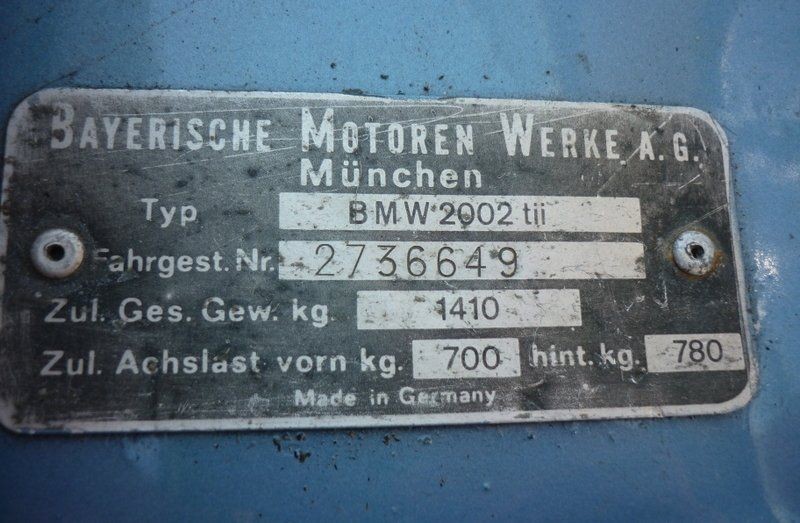 BAYERISCHE MOTOREN WERKE. A.G.
München
Typ BMW 2002 tii
Fahrgest. Nr. 2736649
Zul. Ges. Gew. kg 1410
Zul. Achslast vorn kg. 700 hint. kg. 780
Made in Germany